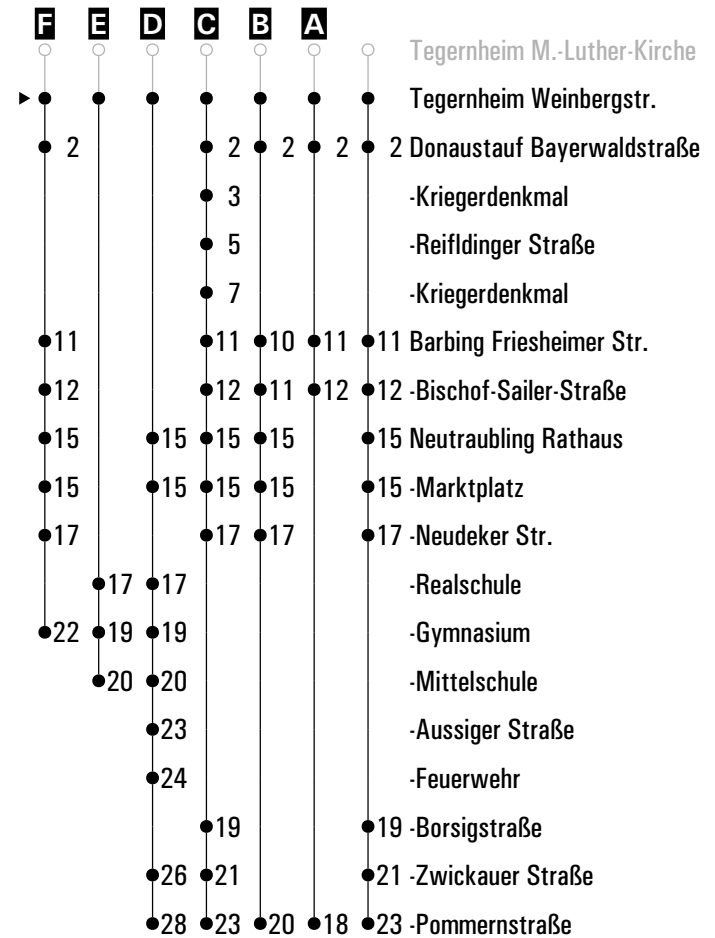 F E D C B A
Tegernheim M.-Luther-Kirche
Tegernheim Weinbergstr.
2 2 2 2 2 Donaustauf Bayerwaldstraße
3 -Kriegerdenkmal
5 -Reifldinger Straße
7 -Kriegerdenkmal
11 11 10 11 11 Barbing Friesheimer Str.
12 12 11 12 12 -Bischof-Sailer-Straße
15 15 15 15 15 Neutraubling Rathaus
15 15 15 15 15 -Marktplatz
17 17 17 17 -Neudeker Str.
17 17 -Realschule
22 19 19 -Gymnasium
20 20 -Mittelschule
23 -Aussiger Straße
24 -Feuerwehr
19 19 -Borsigstraße
26 21 21 -Zwickauer Straße
28 23 20 18 23 -Pommernstraße